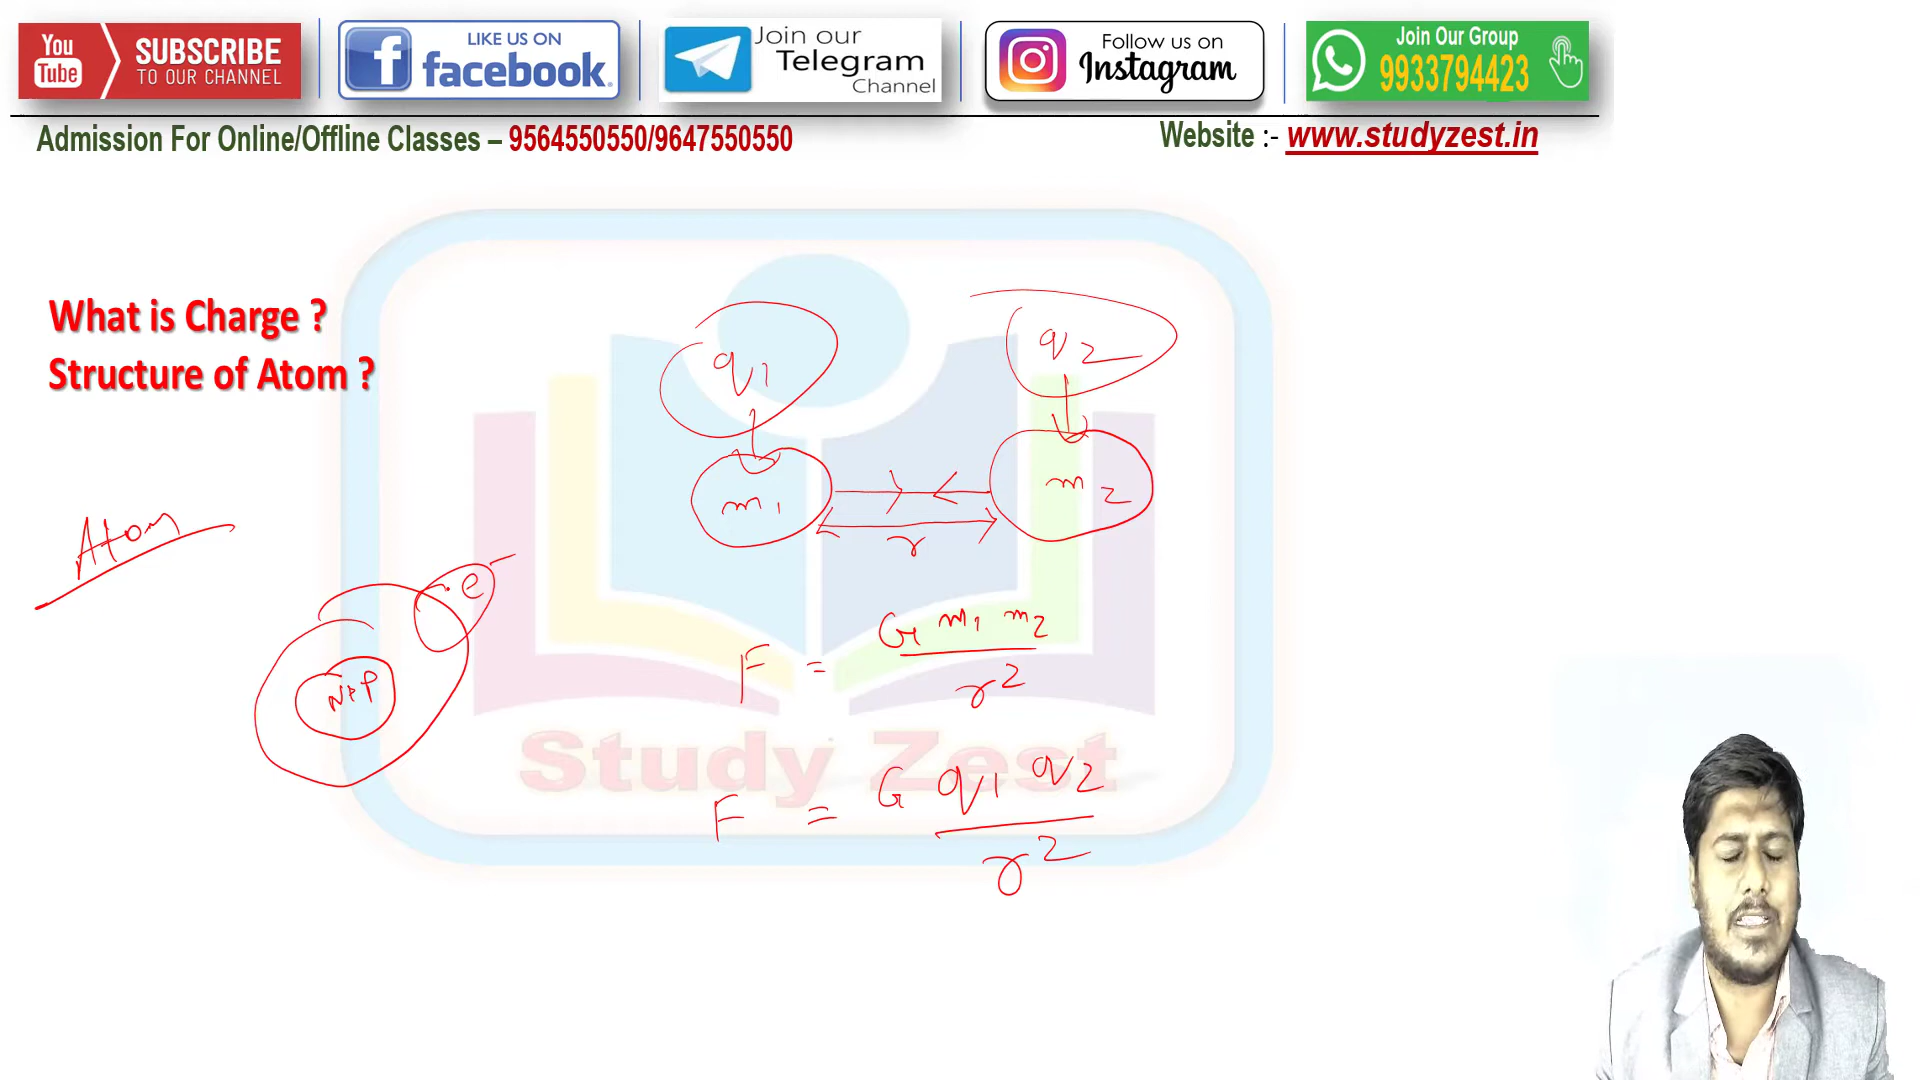 You Tube SUBSCRIBE TO OUR CHANNEL
LIKE US ON facebook.
Join our Telegram Channel
Follow us on Instagram
Join Our Group 9933794423
Admission For Online/Offline Classes – 9564550550/9647550550
Website :- www.studyzest.in
What is Charge ?
Structure of Atom ?
q1 q2
m1 m2
r
Atom
e-
N+P
F = G m1 m2 / r²
Study Zest
F = G q1 q2 / r²